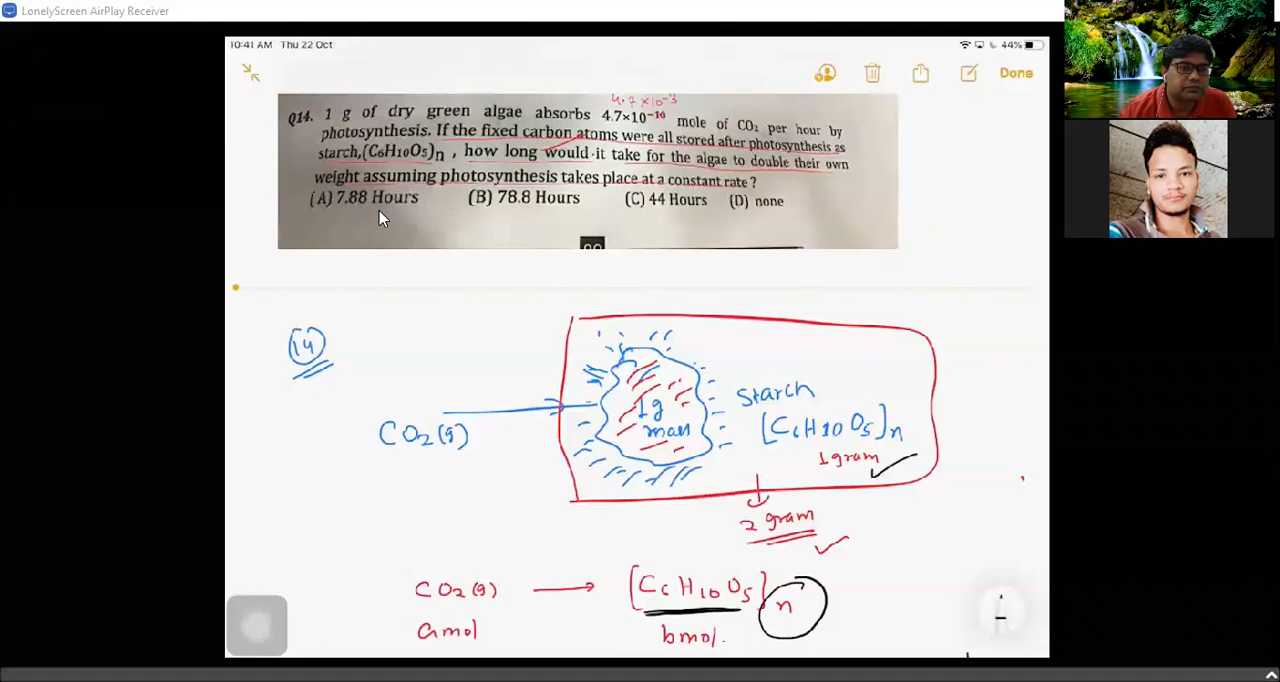 LonelyScreen AirPlay Receiver
10:41 AM Thu 22 Oct
44%
Done
4.7×10-3
Q14. 1 g of dry green algae absorbs 4.7×10⁻¹⁰ mole of CO₂ per hour by
photosynthesis. If the fixed carbon atoms were all stored after photosynthesis as
starch,(C₆H₁₀O₅)n , how long would it take for the algae to double their own
weight assuming photosynthesis takes place at a constant rate ?
(A) 7.88 Hours (B) 78.8 Hours (C) 44 Hours (D) none
14
1g
mass
Starch
CO₂(g)
[C₆H10O5]n
1gram
2 gram
CO₂(g) → [C₆H10O5]n
amol bmol.